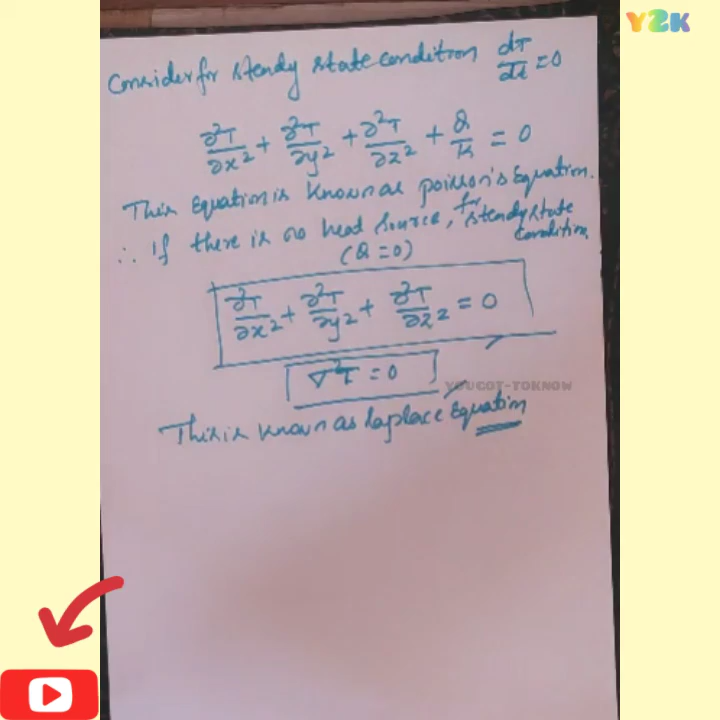 Y2K
Consider for steady state condition dT/dt = 0
∂²T/∂x² + ∂²T/∂y² + ∂²T/∂z² + Q/K = 0
This Equation is known as poisson's Equation.
∴ If there is no head source, for steady state condition.
(Q = 0)
∂²T/∂x² + ∂²T/∂y² + ∂²T/∂z² = 0
∇²T = 0
YOUGOT-TOKNOW
This is known as laplace Equation